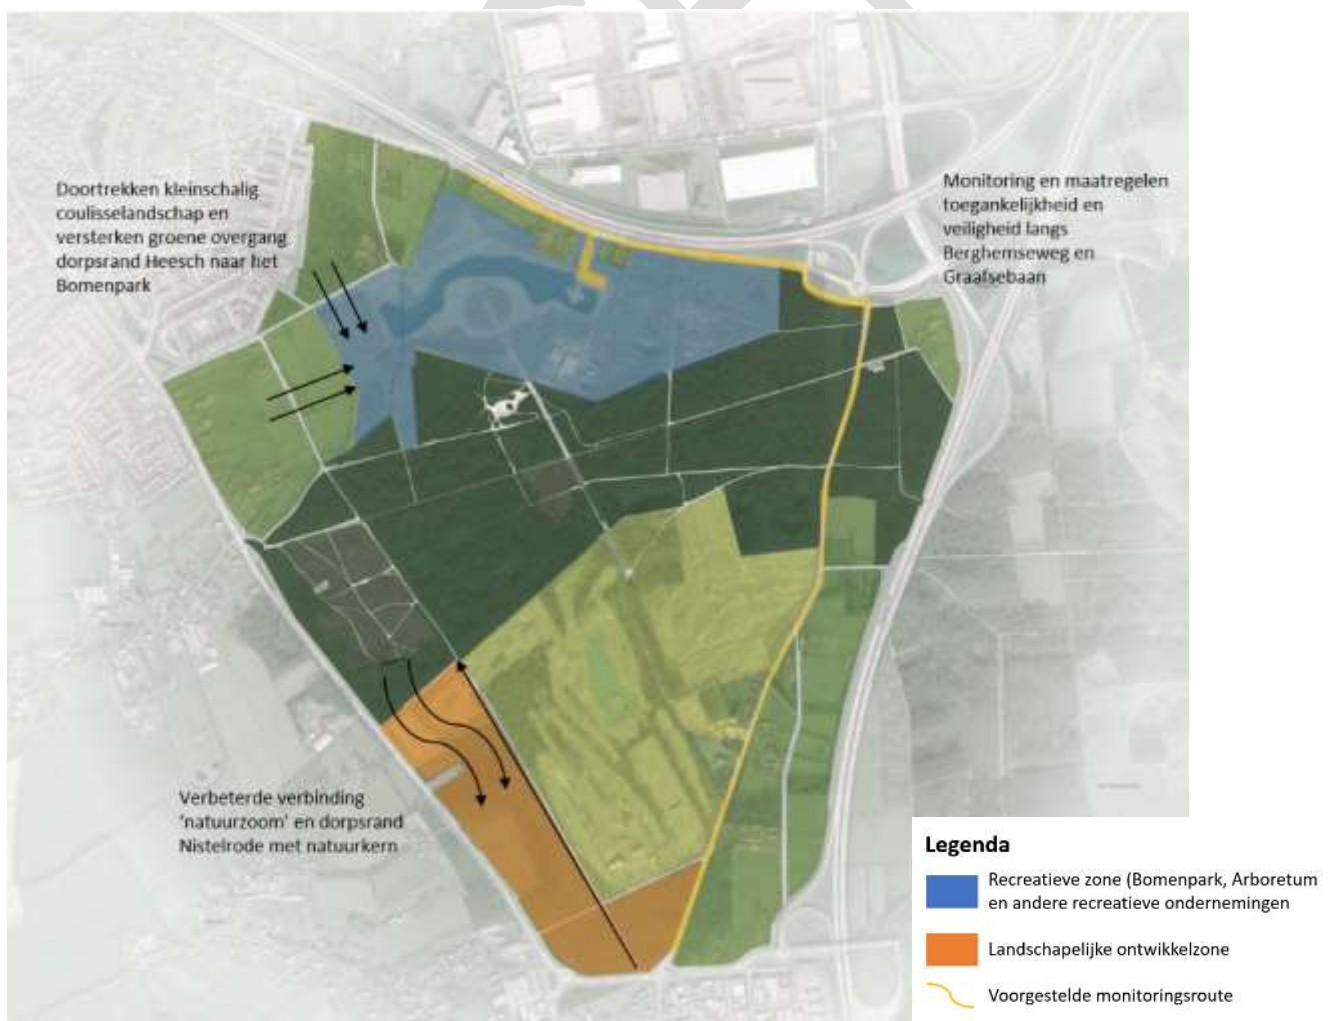 Doortrekken kleinschalig
coulisselandschap en
versterken groene overgang
dorpsrand Heesch naar het
Bomenpark
Monitoring en maatregelen
toegankelijkheid en
veiligheid langs
Berghemseweg en
Graafsebaan
Verbeterde verbinding
'natuurzoom' en dorpsrand
Nistelrode met natuurkern
Legenda
Recreatieve zone (Bomenpark, Arboretum
en andere recreatieve ondernemingen
Landschapelijke ontwikkelzone
Voorgestelde monitoringsroute